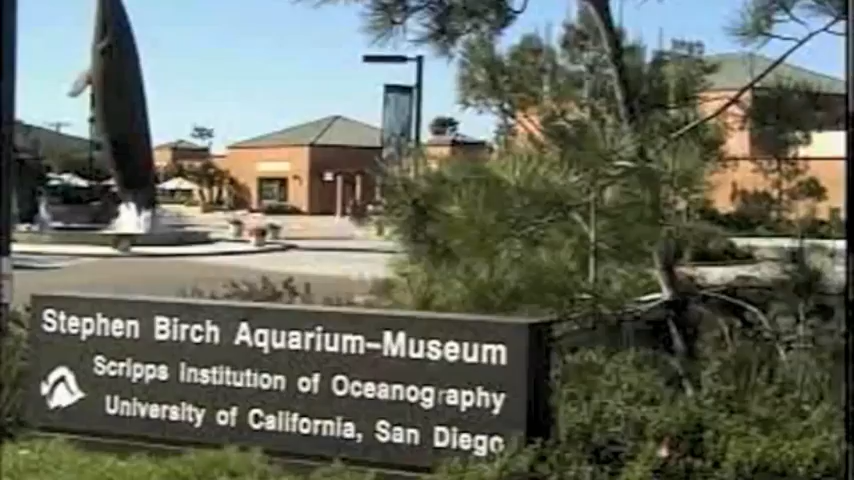 Stephen Birch Aquarium–Museum
Scripps Institution of Oceanography
University of California, San Diego